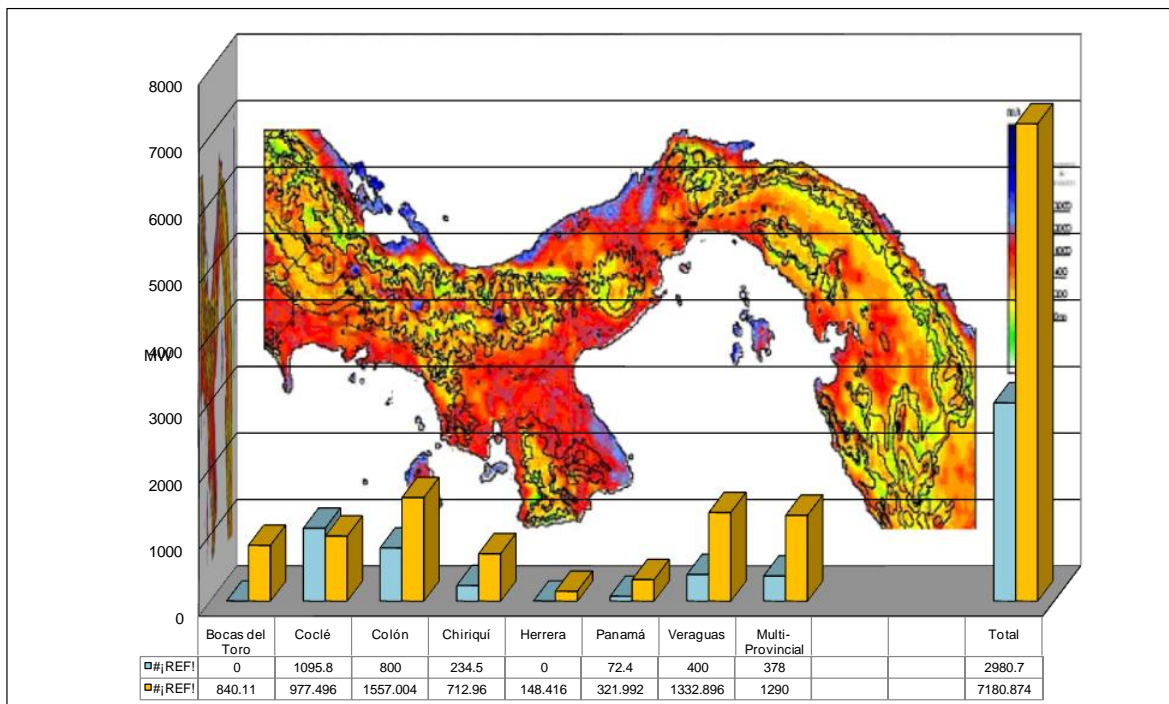 8000
7000
6000
5000
4000
MW
3000
2000
1000
0
Bocas del Toro Coclé Colón Chiriquí Herrera Panamá Veraguas Multi-Provincial Total
#¡REF! 0 1095.8 800 234.5 0 72.4 400 378 2980.7
#¡REF! 840.11 977.496 1557.004 712.96 148.416 321.992 1332.896 1290 7180.874